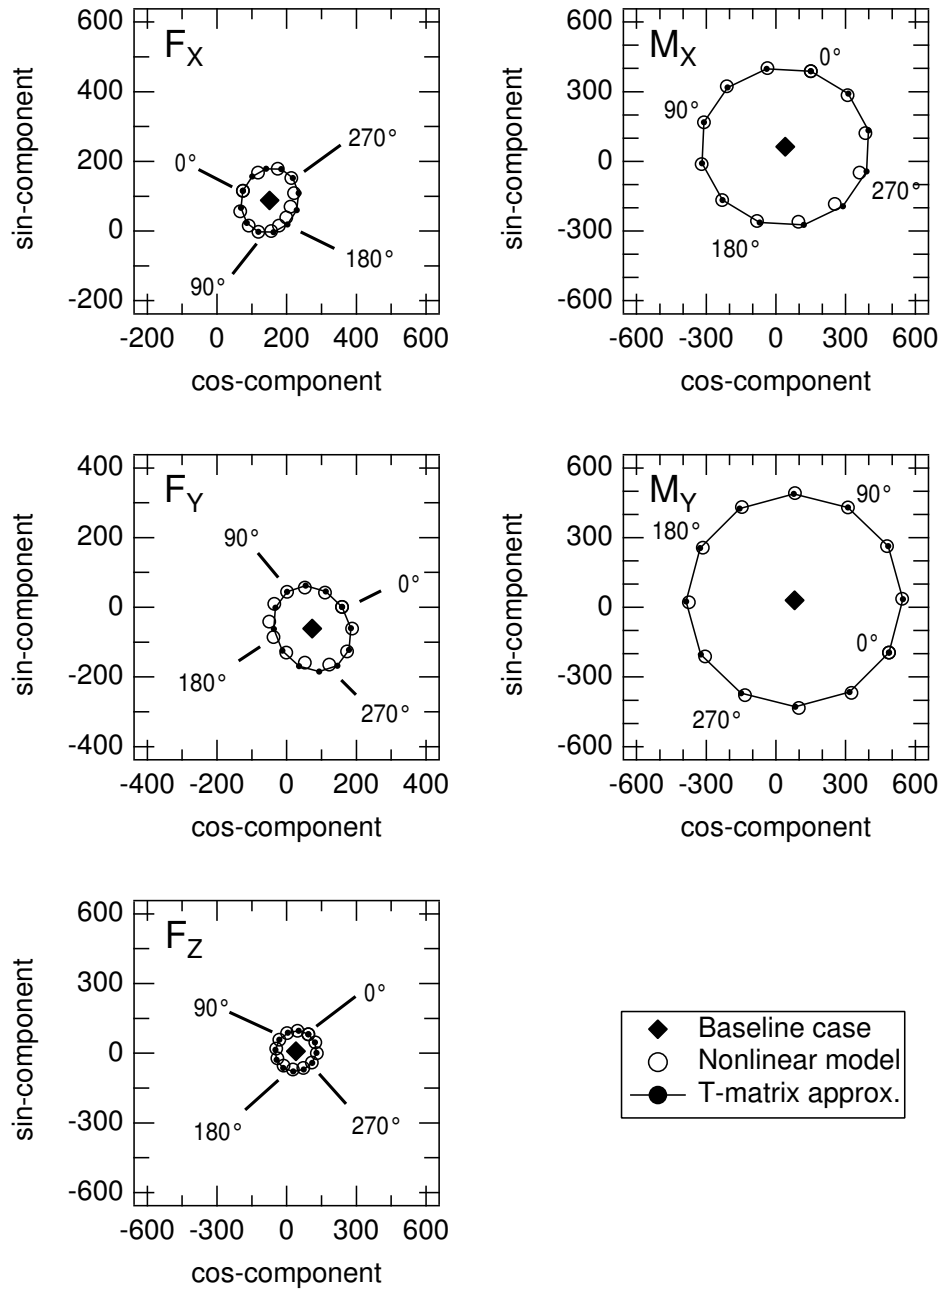 F_X
600
400
200
0
-200
sin-component
0°
270°
180°
90°
-200 0 200 400 600
cos-component
M_X
600
300
0
-300
-600
sin-component
0°
90°
270°
180°
-600 -300 0 300 600
cos-component
F_Y
400
200
0
-200
-400
sin-component
90°
0°
180°
270°
-400 -200 0 200 400
cos-component
M_Y
600
300
0
-300
-600
sin-component
90°
180°
0°
270°
-600 -300 0 300 600
cos-component
F_Z
600
300
0
-300
-600
sin-component
90°
0°
180°
270°
-600 -300 0 300 600
cos-component
Baseline case
Nonlinear model
T-matrix approx.